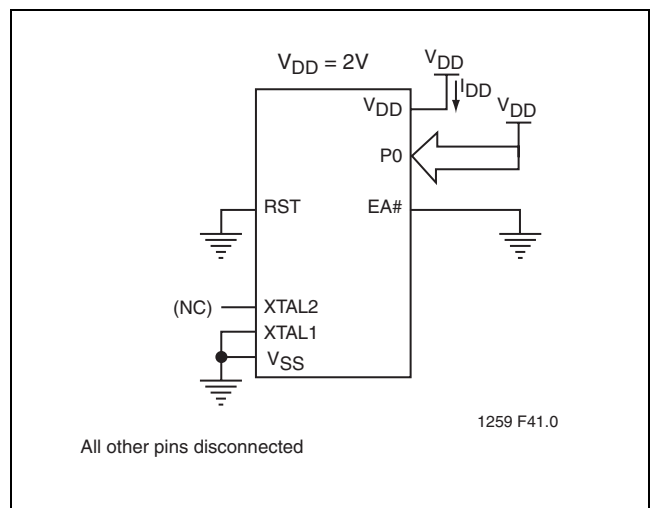 VDD = 2V
VDD
IDD
VDD
VDD
P0
RST
EA#
(NC)
XTAL2
XTAL1
VSS
1259 F41.0
All other pins disconnected